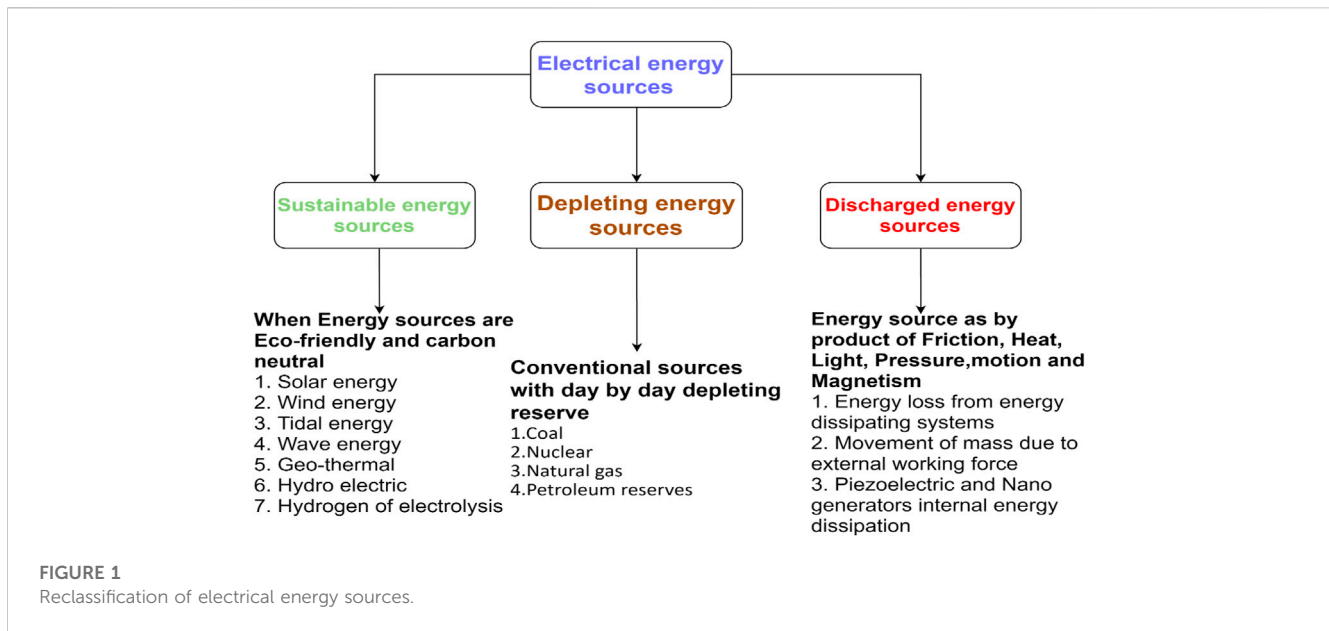 Electrical energy
sources
Sustainable energy
sources
Depleting energy
sources
Discharged energy
sources
When Energy sources are
Eco-friendly and carbon
neutral
1. Solar energy
2. Wind energy
3. Tidal energy
4. Wave energy
5. Geo-thermal
6. Hydro electric
7. Hydrogen of electrolysis
Conventional sources
with day by day depleting
reserve
1.Coal
2.Nuclear
3.Natural gas
4.Petroleum reserves
Energy source as by
product of Friction, Heat,
Light, Pressure,motion and
Magnetism
1. Energy loss from energy
dissipating systems
2. Movement of mass due to
external working force
3. Piezoelectric and Nano
generators internal energy
dissipation
FIGURE 1
Reclassification of electrical energy sources.